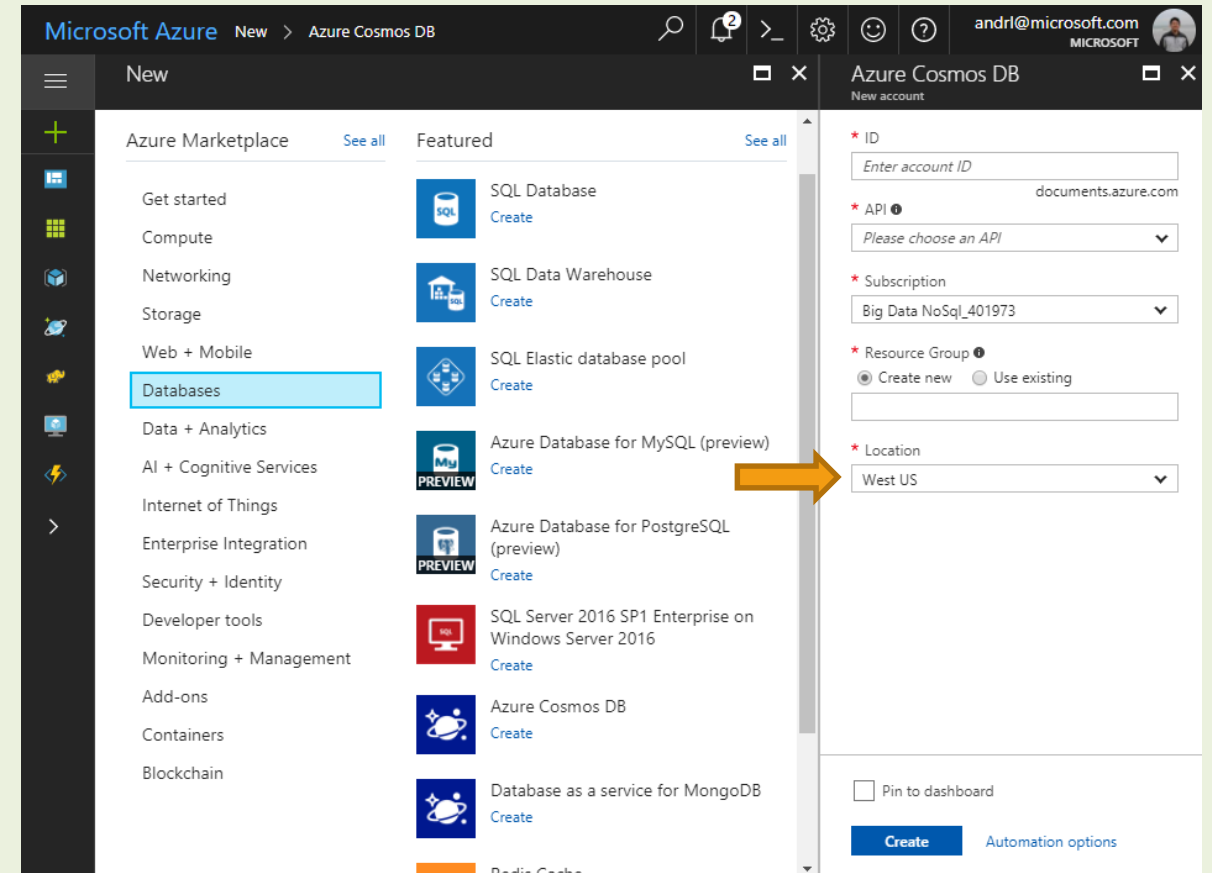 Microsoft Azure New > Azure Cosmos DB
2
>_
?
andrl@microsoft.com
MICROSOFT
New
Azure Marketplace See all
Get started
Compute
Networking
Storage
Web + Mobile
Databases
Data + Analytics
AI + Cognitive Services
Internet of Things
Enterprise Integration
Security + Identity
Developer tools
Monitoring + Management
Add-ons
Containers
Blockchain
Featured See all
SQL
SQL Database
Create
SQL
SQL Data Warehouse
Create
SQL Elastic database pool
Create
My
PREVIEW
Azure Database for MySQL (preview)
Create
PREVIEW
Azure Database for PostgreSQL
(preview)
Create
SQL
SQL Server 2016 SP1 Enterprise on
Windows Server 2016
Create
Azure Cosmos DB
Create
Database as a service for MongoDB
Create
Redis Cache
Azure Cosmos DB
New account
* ID
Enter account ID
documents.azure.com
* API
Please choose an API
* Subscription
Big Data NoSql_401973
* Resource Group
Create new Use existing
* Location
West US
Pin to dashboard
Create Automation options